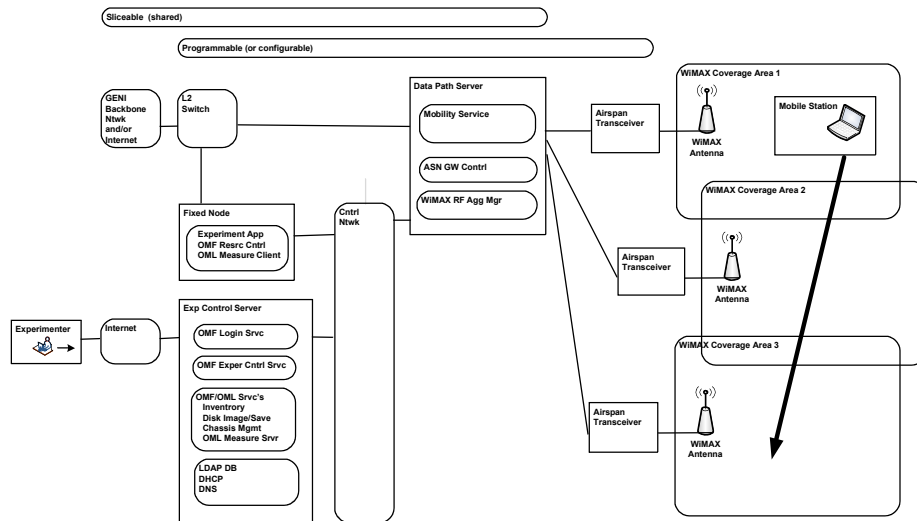 Sliceable (shared)
Programmable (or configurable)
GENI
Backbone
Ntwk
and/or
Internet
L2
Switch
Data Path Server
Mobility Service
ASN GW Contrl
WiMAX RF Agg Mgr
Airspan
Transceiver
WiMAX Coverage Area 1
WiMAX
Antenna
Mobile Station
WiMAX Coverage Area 2
Fixed Node
Experiment App
OMF Resrc Cntrl
OML Measure Client
Cntrl
Ntwk
Airspan
Transceiver
WiMAX
Antenna
Experimenter
Internet
Exp Control Server
OMF Login Srvc
OMF Exper Cntrl Srvc
OMF/OML Srvc's
Inventrory
Disk Image/Save
Chassis Mgmt
OML Measure Srvr
LDAP DB
DHCP
DNS
WiMAX Coverage Area 3
Airspan
Transceiver
WiMAX
Antenna